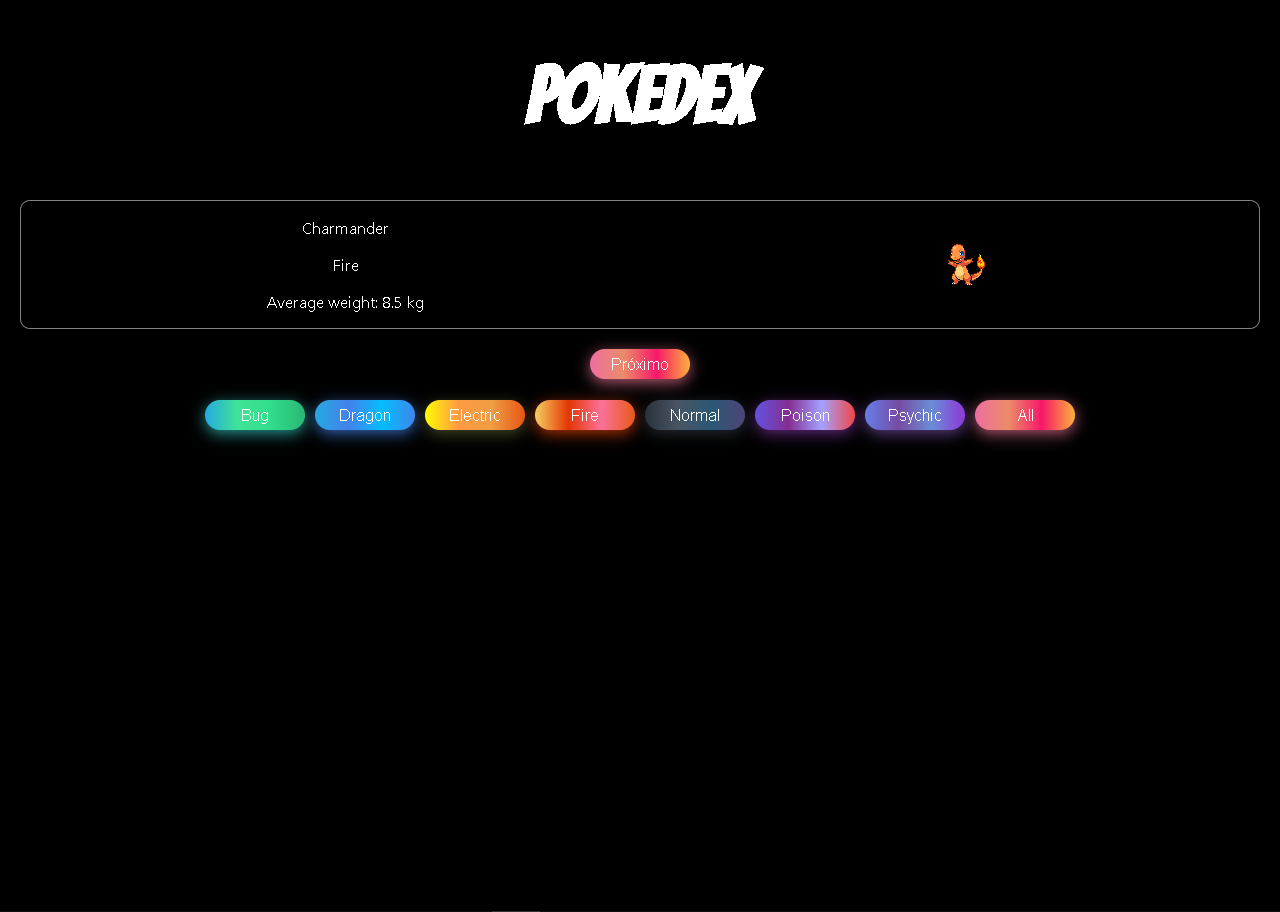 POKEDEX
Charmander
Fire
Average weight: 8.5 kg
Próximo
Bug Dragon Electric Fire Normal Poison Psychic All